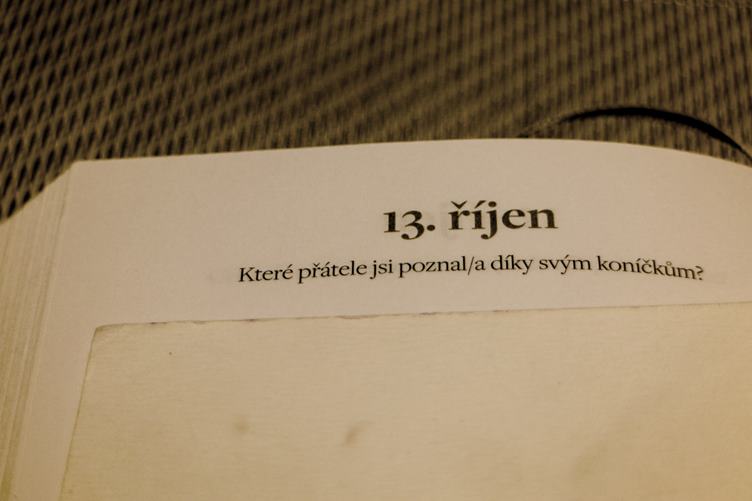 13. říjen
Které přátele jsi poznal/a díky svým koníčkům?